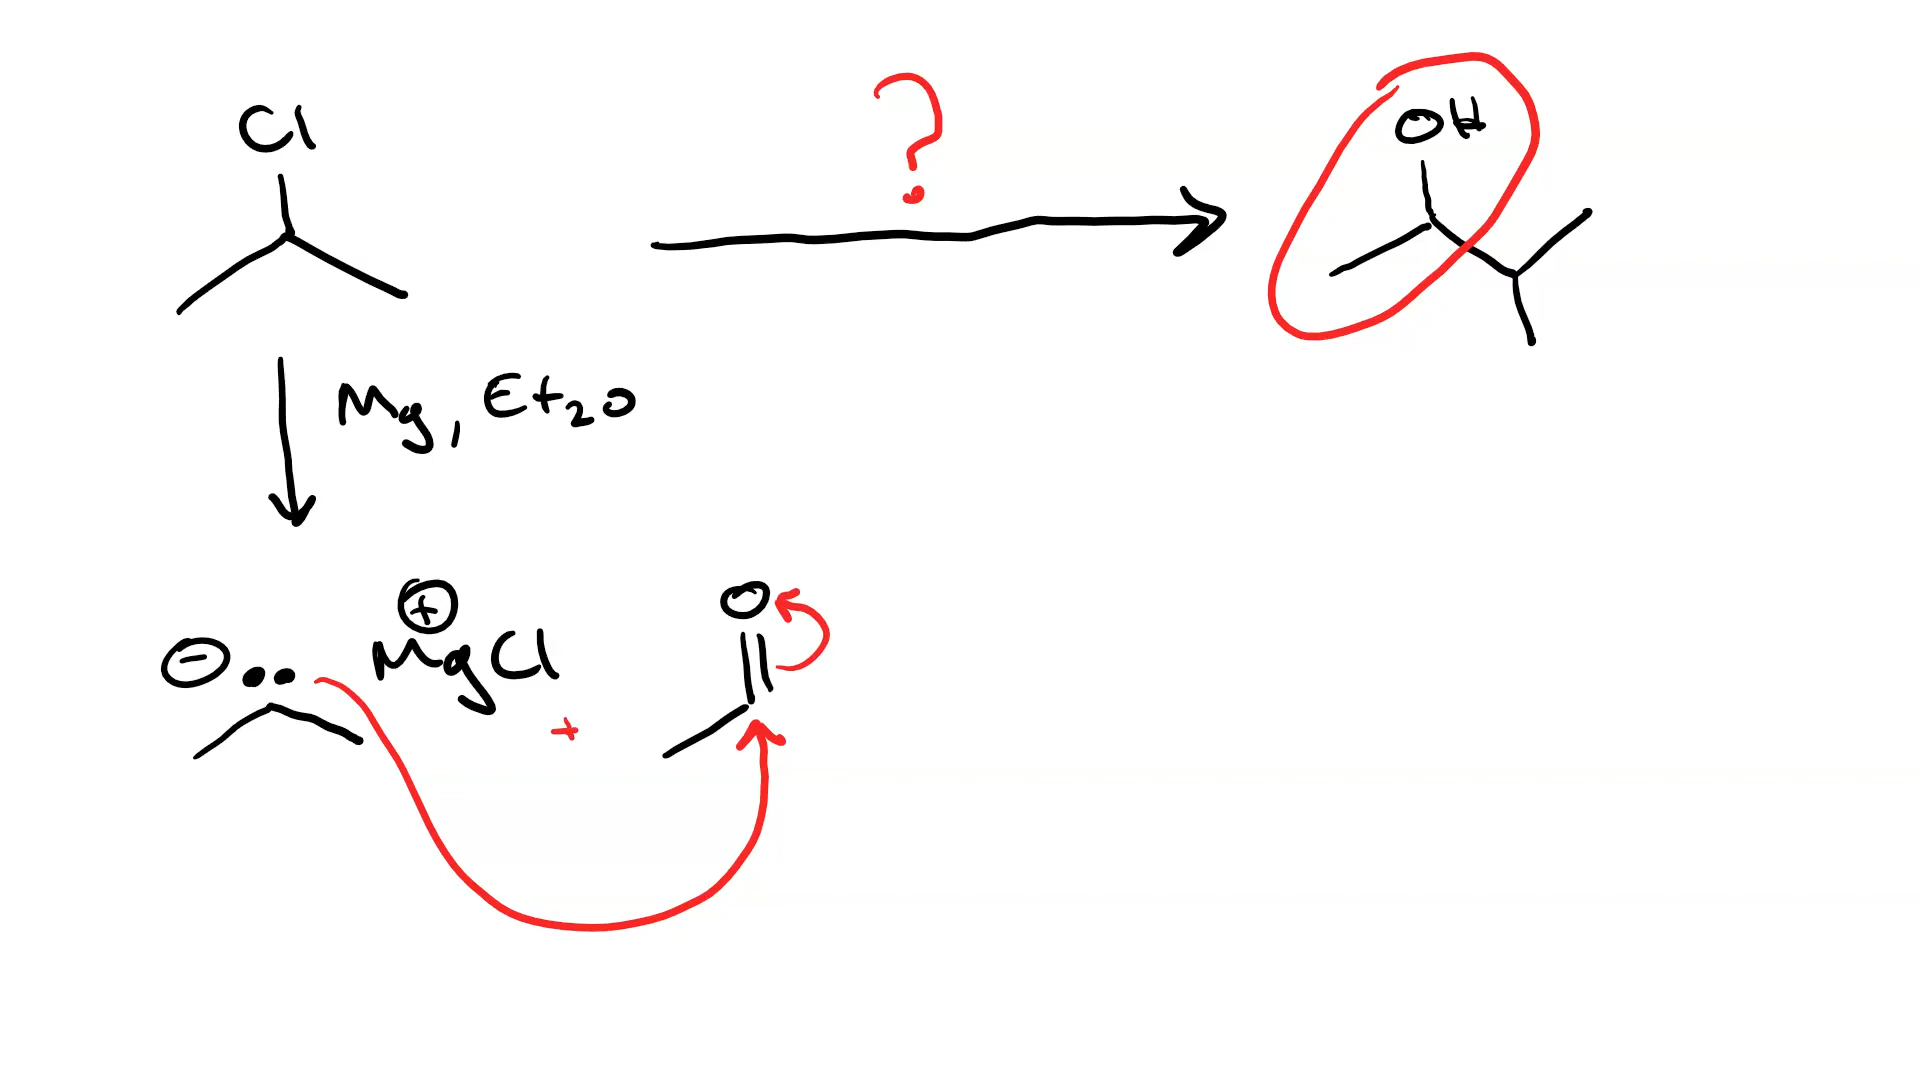 Cl
?
OH
Mg, Et2O
⊖ ⊕
MgCl
O
+